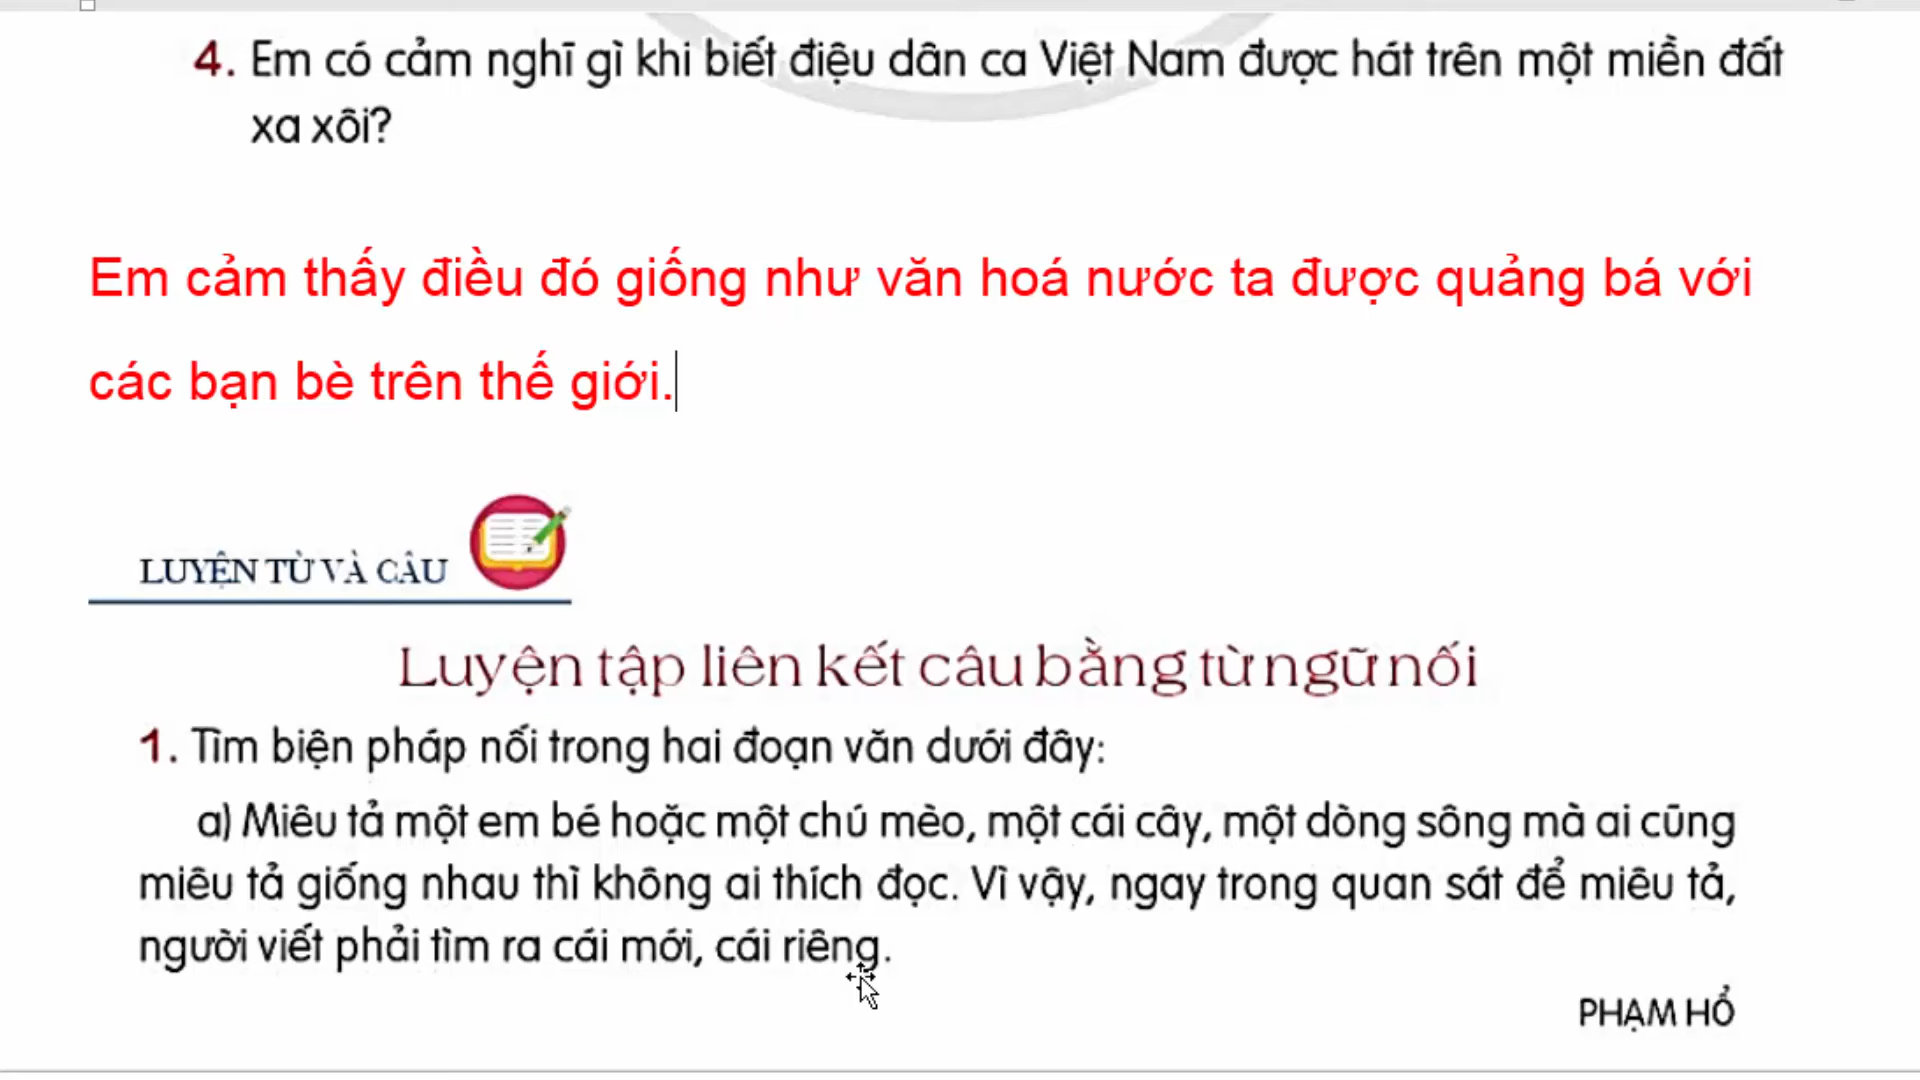 4. Em có cảm nghĩ gì khi biết điệu dân ca Việt Nam được hát trên một miền đất
xa xôi?
Em cảm thấy điều đó giống như văn hoá nước ta được quảng bá với
các bạn bè trên thế giới.
LUYỆN TỪ VÀ CÂU
Luyện tập liên kết câu bằng từ ngữ nối
1. Tìm biện pháp nối trong hai đoạn văn dưới đây:
a) Miêu tả một em bé hoặc một chú mèo, một cái cây, một dòng sông mà ai cũng
miêu tả giống nhau thì không ai thích đọc. Vì vậy, ngay trong quan sát để miêu tả,
người viết phải tìm ra cái mới, cái riêng.
PHẠM HỔ